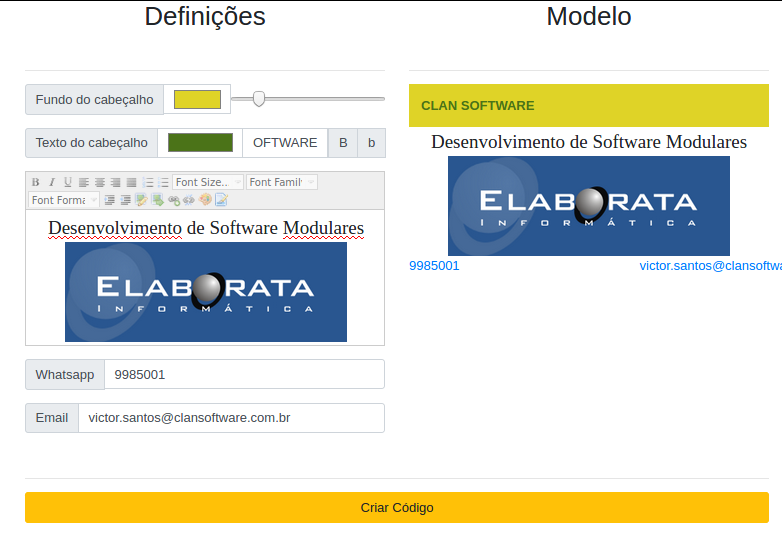 Definições
Modelo
Fundo do cabeçalho
CLAN SOFTWARE
Texto do cabeçalho
OFTWARE
B
b
B I U
Font Size...
Font Famil
Font Forma
Desenvolvimento de Software Modulares
ELABORATA
INFORMÁTICA
Desenvolvimento de Software Modulares
ELABORATA
INFORMÁTICA
9985001
victor.santos@clansoftwa
Whatsapp
9985001
Email
victor.santos@clansoftware.com.br
Criar Código